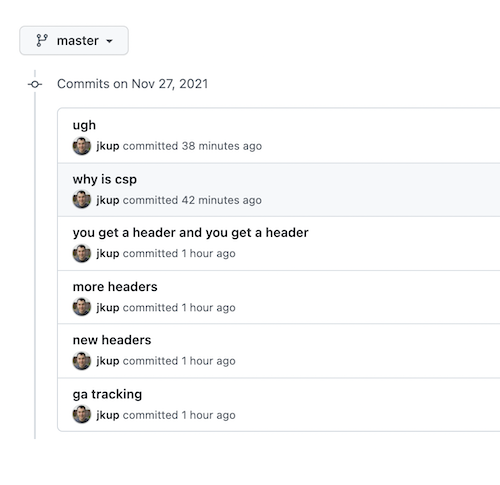 master
Commits on Nov 27, 2021
ugh
jkup committed 38 minutes ago
why is csp
jkup committed 42 minutes ago
you get a header and you get a header
jkup committed 1 hour ago
more headers
jkup committed 1 hour ago
new headers
jkup committed 1 hour ago
ga tracking
jkup committed 1 hour ago